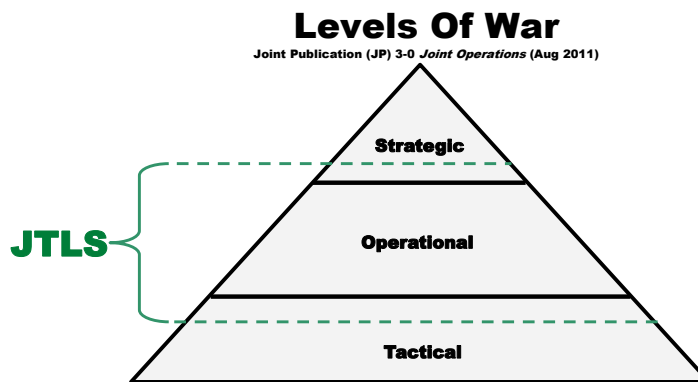 Levels Of War
Joint Publication (JP) 3-0 Joint Operations (Aug 2011)
Strategic
JTLS
Operational
Tactical